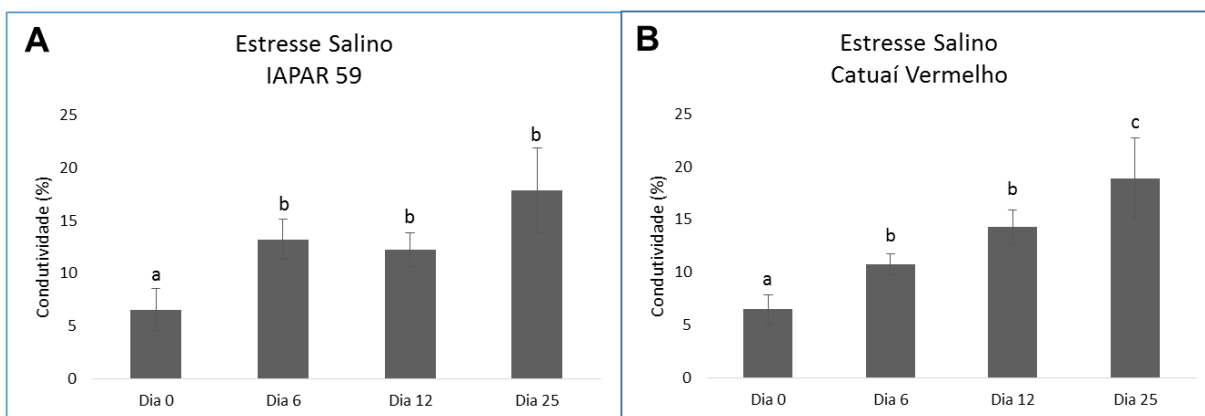 A
Estresse Salino
IAPAR 59
Condutividade (%)
25
20
15
10
5
0
a
b
b
b
Dia 0
Dia 6
Dia 12
Dia 25
B
Estresse Salino
Catuaí Vermelho
Condutividade (%)
25
20
15
10
5
0
a
b
b
c
Dia 0
Dia 6
Dia 12
Dia 25